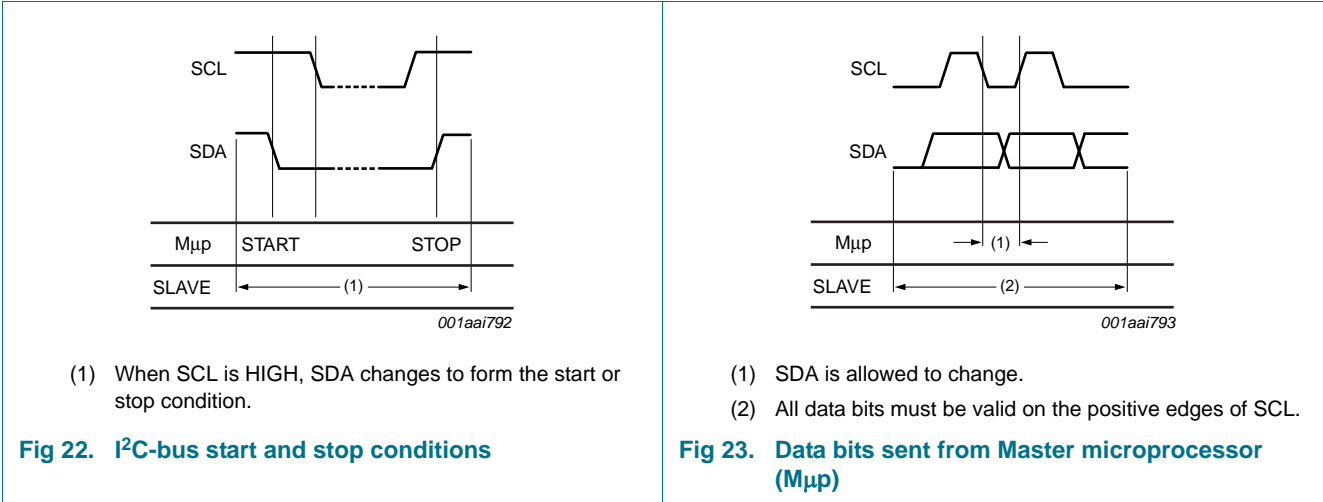 SCL
SDA
Mμp START STOP
SLAVE (1)
001aai792
(1) When SCL is HIGH, SDA changes to form the start or
stop condition.
Fig 22. I²C-bus start and stop conditions
SCL
SDA
Mμp (1)
SLAVE (2)
001aai793
(1) SDA is allowed to change.
(2) All data bits must be valid on the positive edges of SCL.
Fig 23. Data bits sent from Master microprocessor
(Mμp)